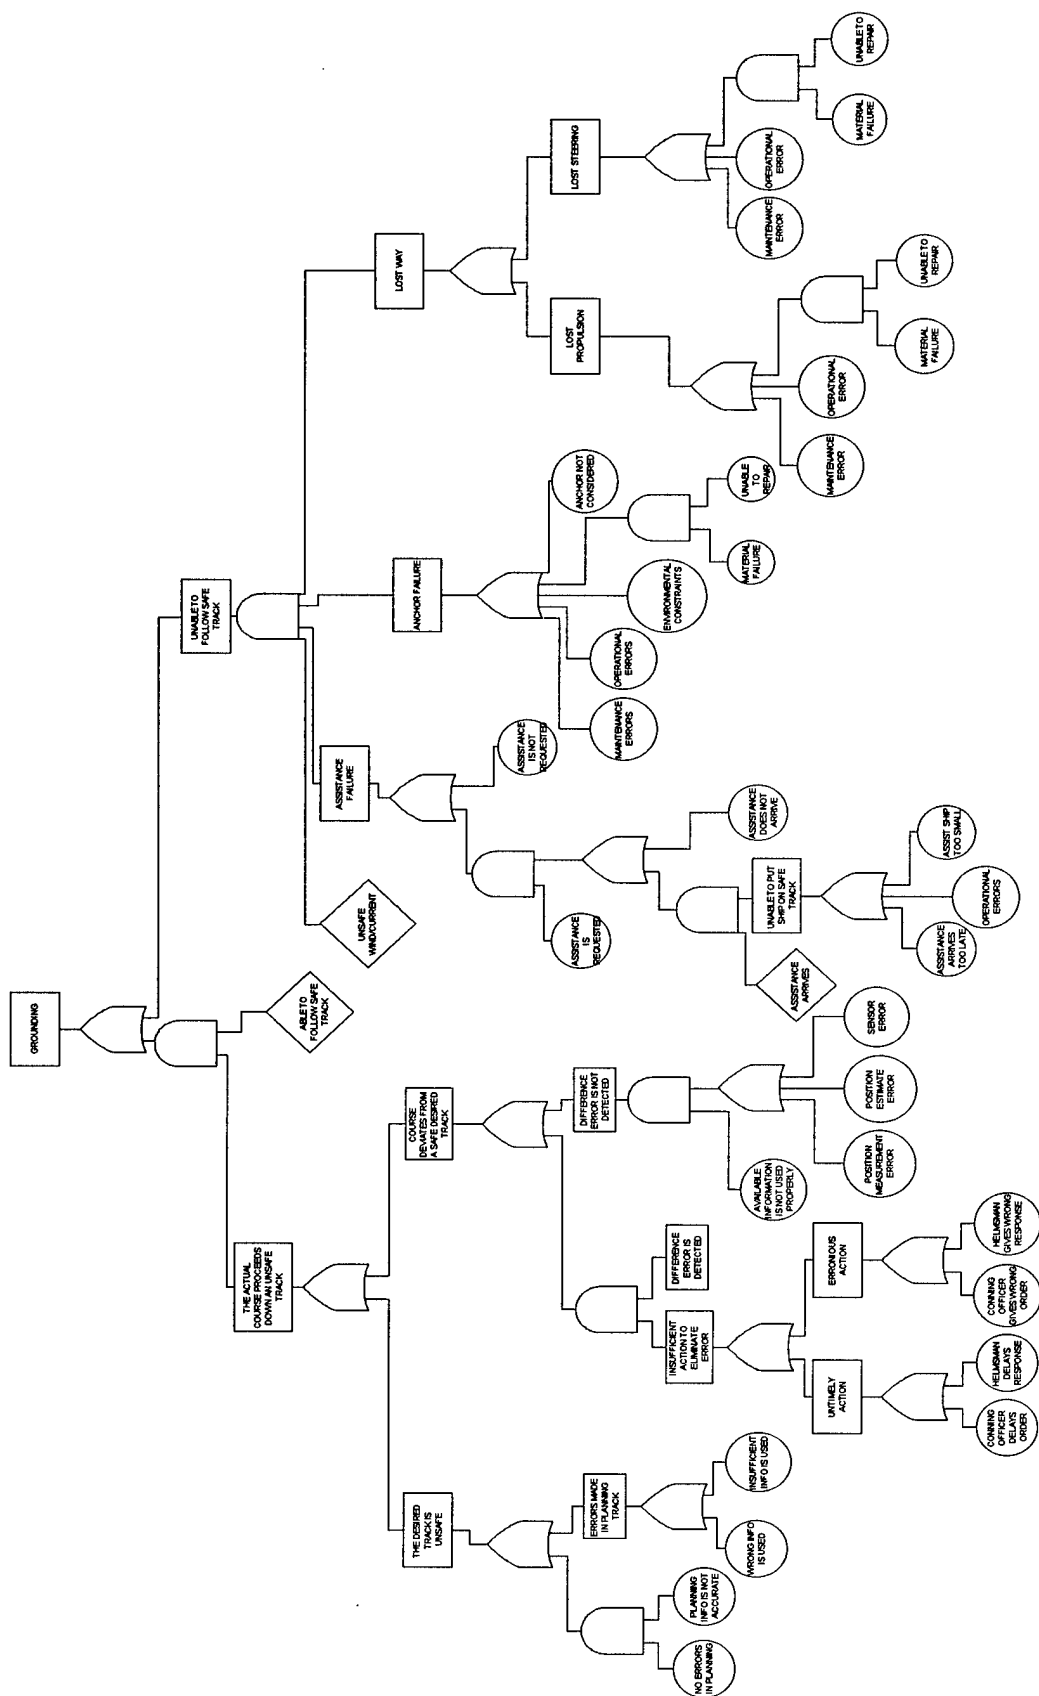 GROUNDING
UNABLE TO
FOLLOW SAFE
TRACK
ABLE TO
FOLLOW SAFE
TRACK
THE ACTUAL
COURSE PROCEEDS
DOWN AN UNSAFE
TRACK
UNSAFE
WIND/CURRENT
ASSISTANCE
FAILURE
ANCHOR FAILURE
LOST WAY
THE DESIRED
TRACK IS
UNSAFE
COURSE
DEVIATES FROM
A SAFE DESIRED
TRACK
ASSISTANCE
IS NOT
REQUESTED
ANCHOR NOT
CONSIDERED
LOST
PROPULSION
LOST STEERING
ERRORS MADE
IN PLANNING
TRACK
DIFFERENCE
ERROR IS NOT
DETECTED
ASSISTANCE
IS
REQUESTED
MAINTENANCE
ERRORS
OPERATIONAL
ERRORS
ENVIRONMENTAL
CONSTRAINTS
NO ERRORS
IN PLANNING
PLANNING
INFO IS NOT
ACCURATE
WRONG INFO
IS USED
INSUFFICIENT
INFO IS USED
INSUFFICIENT
ACTION TO
ELIMINATE
ERROR
DIFFERENCE
ERROR IS
DETECTED
AVAILABLE
INFORMATION
IS NOT USED
PROPERLY
ASSISTANCE
DOES NOT
ARRIVE
MATERIAL
FAILURE
UNABLE
TO
REPAIR
MAINTENANCE
ERROR
OPERATIONAL
ERROR
ASSISTANCE
ARRIVES
UNABLE TO PUT
SHIP ON SAFE
TRACK
MATERIAL
FAILURE
UNABLE TO
REPAIR
UNTIMELY
ACTION
ERRONIOUS
ACTION
POSITION
MEASUREMENT
ERROR
POSITION
ESTIMATE
ERROR
SENSOR
ERROR
MAINTENANCE
ERROR
OPERATIONAL
ERROR
MATERIAL
FAILURE
UNABLE TO
REPAIR
ASSISTANCE
ARRIVES
TOO LATE
OPERATIONAL
ERRORS
ASSIST SHIP
TOO SMALL
CONNING
OFFICER
DELAYS
ORDER
HELMSMAN
DELAYS
RESPONSE
CONNING
OFFICER
GIVES WRONG
ORDER
HELMSMAN
GIVES WRONG
RESPONSE